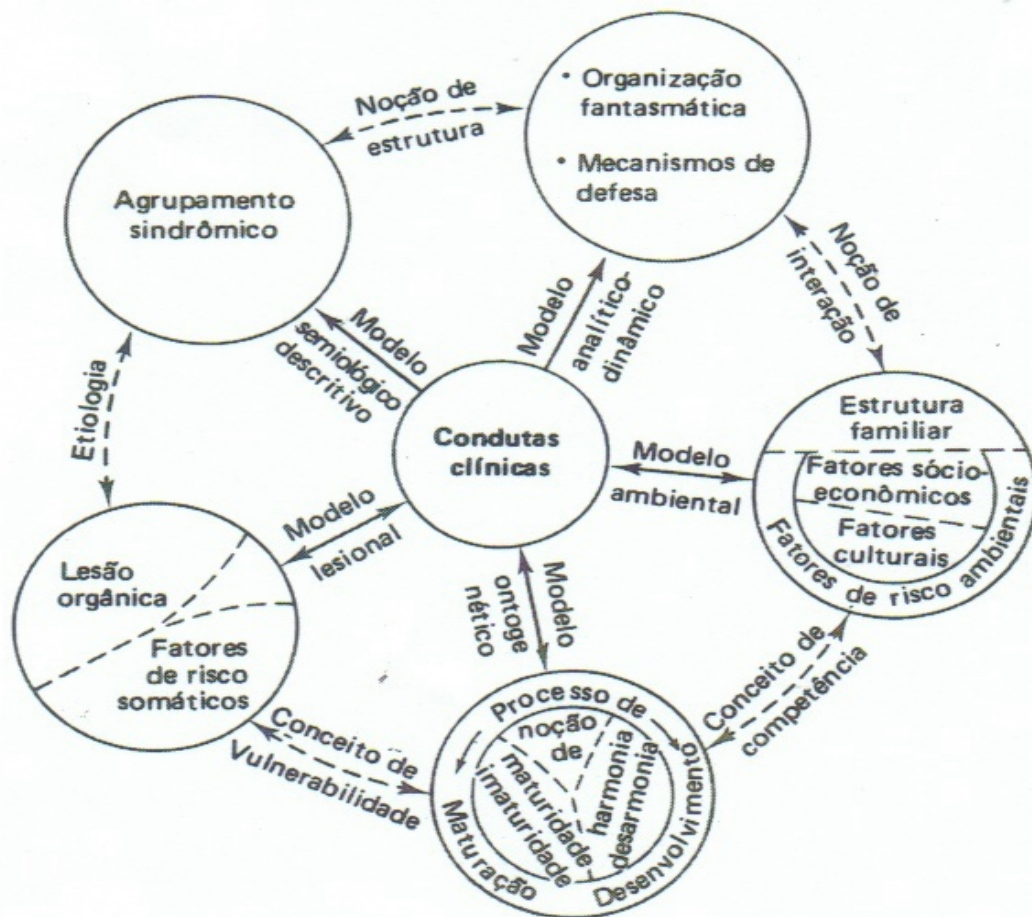 Noção de
estrutura
• Organização
fantasmática
• Mecanismos de
defesa
Agrupamento
sindrômico
Noção de
interação
Modelo
semiológico
descritivo
Modelo
analítico-
dinâmico
Etiologia
Condutas
clínicas
Modelo
ambiental
Estrutura
familiar
Fatores sócio-
econômicos
Fatores
culturais
Fatores de risco ambientais
Modelo
lesional
Lesão
orgânica
Fatores
de risco
somáticos
Modelo
ontoge
nético
Conceito de
Vulnerabilidade
Conceito de
competência
Processo de
Maturação
Desenvolvimento
noção
de
maturidade
imaturidade
harmonia
desarmonia